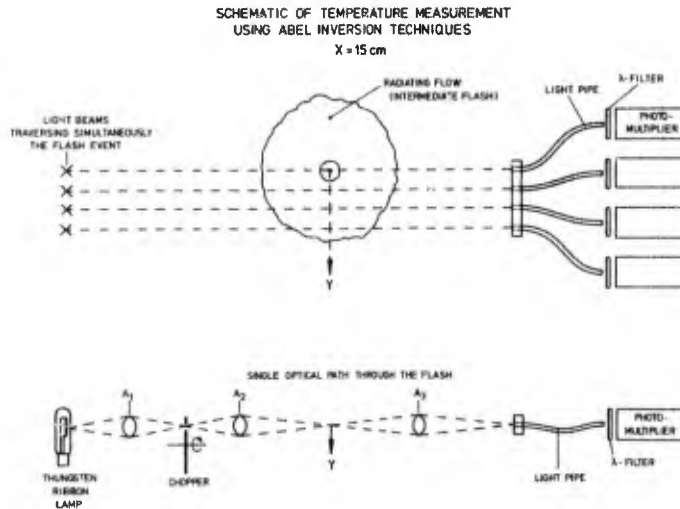 SCHEMATIC OF TEMPERATURE MEASUREMENT
USING ABEL INVERSION TECHNIQUES
X = 15 cm
RADIATING FLOW
(INTERMEDIATE FLASH)
LIGHT PIPE
λ-FILTER
PHOTO-
MULTIPLIER
LIGHT BEAMS
TRAVERSING SIMULTANEOUSLY
THE FLASH EVENT
Y
SINGLE OPTICAL PATH THROUGH THE FLASH
A1
A2
A3
PHOTO-
MULTIPLIER
Y
THUNGSTEN
RIBBON
LAMP
CHOPPER
LIGHT PIPE
λ-FILTER